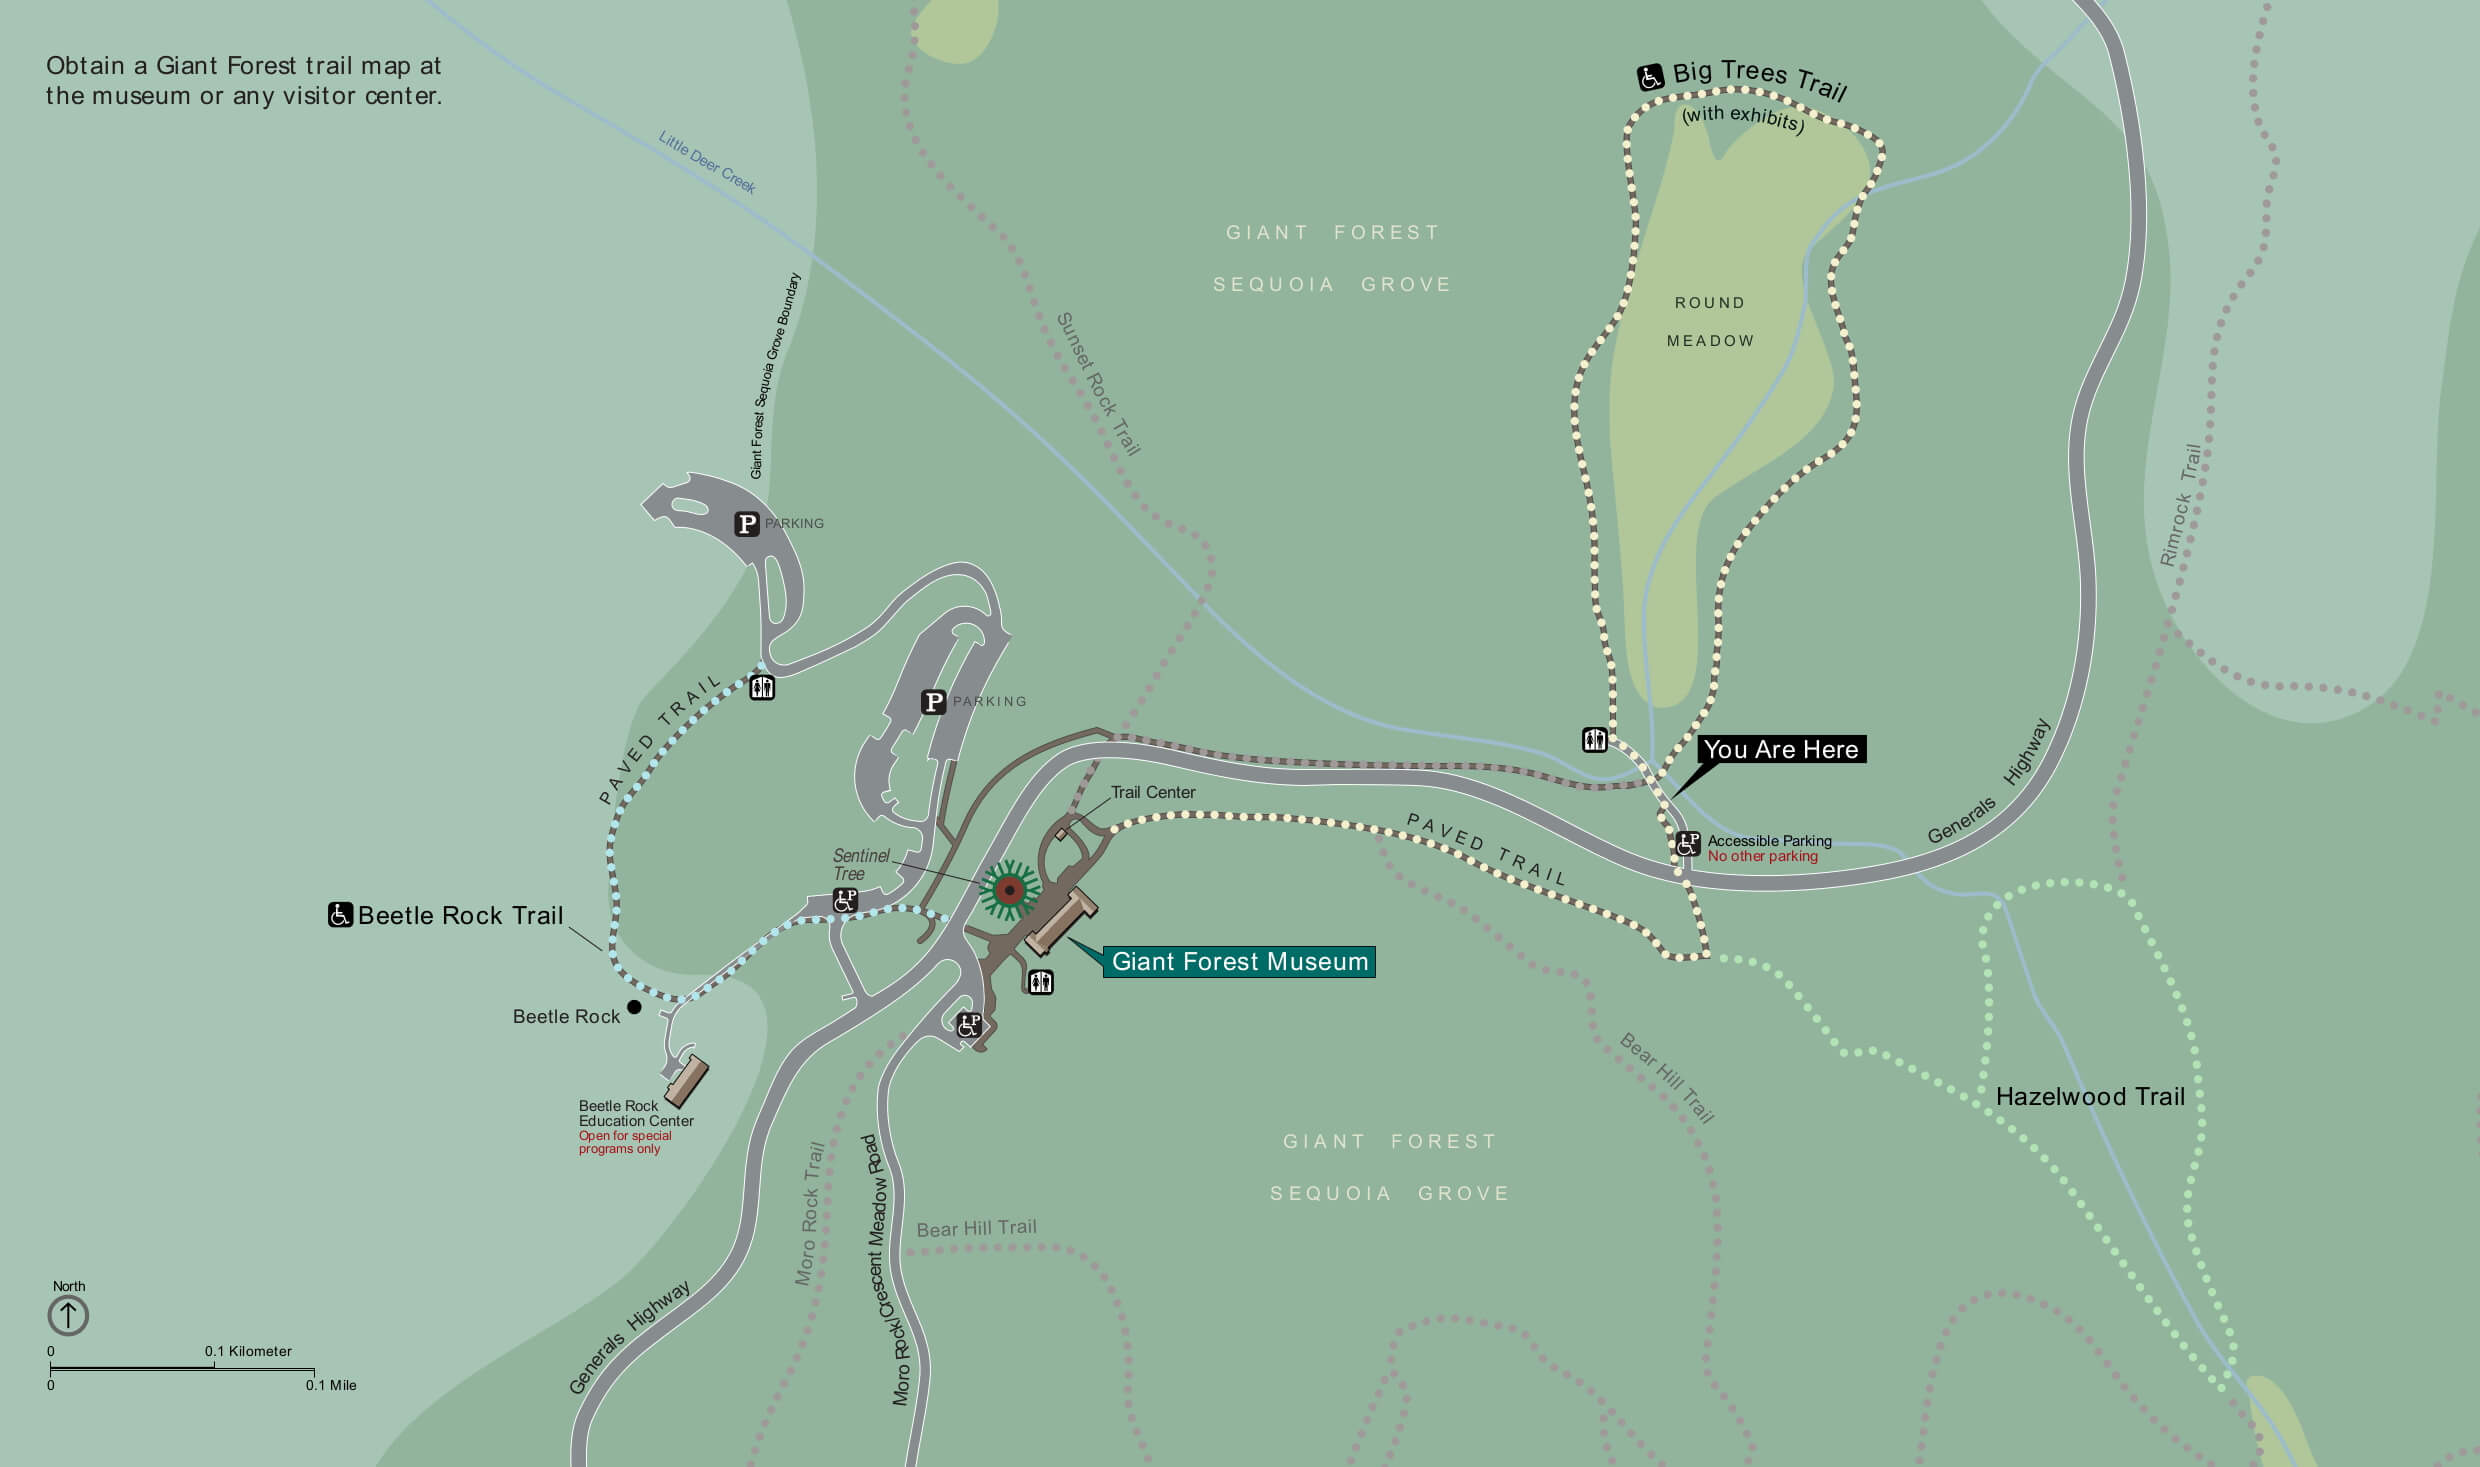 Obtain a Giant Forest trail map at
the museum or any visitor center.
Big Trees Trail
(with exhibits)
Little Deer Creek
GIANT FOREST
SEQUOIA GROVE
ROUND
MEADOW
Giant Forest Sequoia Grove Boundary
Sunset Rock Trail
Rimrock Trail
P PARKING
P PARKING
PAVED TRAIL
You Are Here
Generals Highway
Trail Center
PAVED TRAIL
P
Accessible Parking
No other parking
Sentinel
Tree
P
Beetle Rock Trail
Giant Forest Museum
P
Beetle Rock
Bear Hill Trail
Hazelwood Trail
Beetle Rock
Education Center
Open for special
programs only
GIANT FOREST
SEQUOIA GROVE
Moro Rock Trail
Moro Rock/Crescent Meadow Road
Bear Hill Trail
Generals Highway
North
0 0.1 Kilometer
0 0.1 Mile